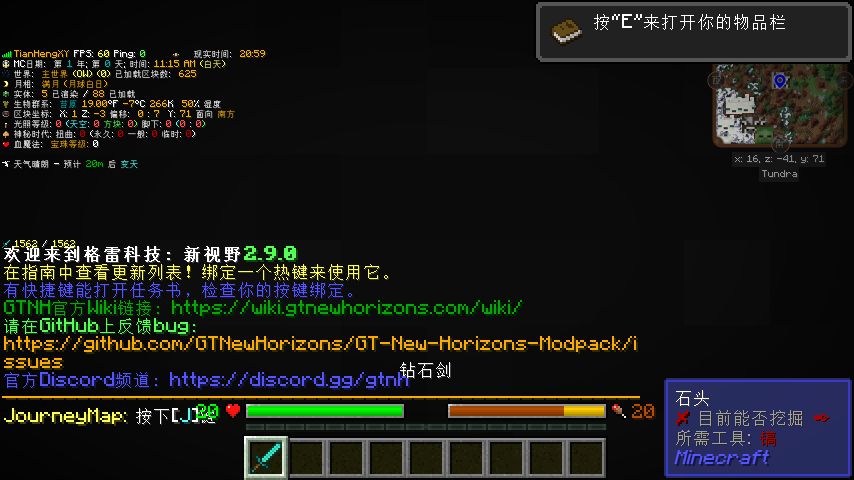 按"E"来打开你的物品栏
TianHengXY FPS: 60 Ping: 0 现实时间: 20:59
MC日期: 第 1 年; 第 0 天; 时间: 11:15 AM (白天)
世界: 主世界 (OW) (0) 已加载区块数: 625
月相: 满月 (月球白日)
实体: 5 已渲染 / 88 已加载
生物群系: 苔原 19.00°F -7°C 266K 50% 湿度
区块坐标: X: 1 Z: -3 偏移: 0 : 7 Y: 71 面向 南方
光照等级: 0 (天空: 0 方块: 0) 脚下: 0 (0 : 0)
神秘时代: 扭曲: 0 (永久: 0 一般: 0 临时: 0)
血魔法: 宝珠等级: 0
天气晴朗 - 预计 20m 后 变天
x: 16, z: -41, y: 71
Tundra
1562 / 1562
欢迎来到格雷科技: 新视野2.9.0
在指南中查看更新列表! 绑定一个热键来使用它。
有快捷键能打开任务书, 检查你的按键绑定。
GTNH官方Wiki链接: https://wiki.gtnewhorizons.com/wiki/
请在GitHub上反馈bug:
https://github.com/GTNewHorizons/GT-New-Horizons-Modpack/i
ssues
官方Discord频道: https://discord.gg/gtnh
钻石剑
JourneyMap: 按下[J]
20
20
石头
目前能否挖掘
所需工具: 镐
Minecraft